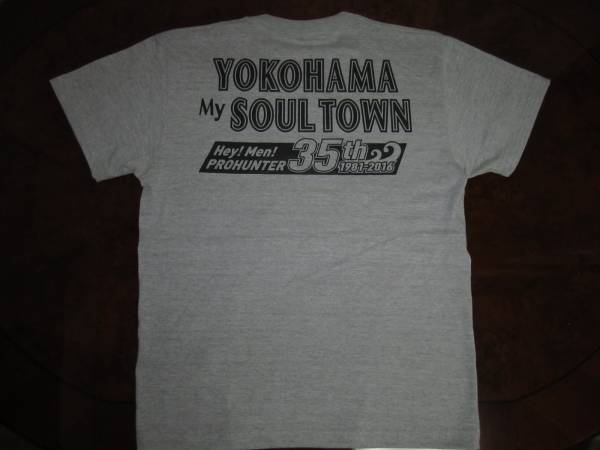 YOKOHAMA
My SOUL TOWN
Hey! Men!
PROHUNTER
35th
1981-2016